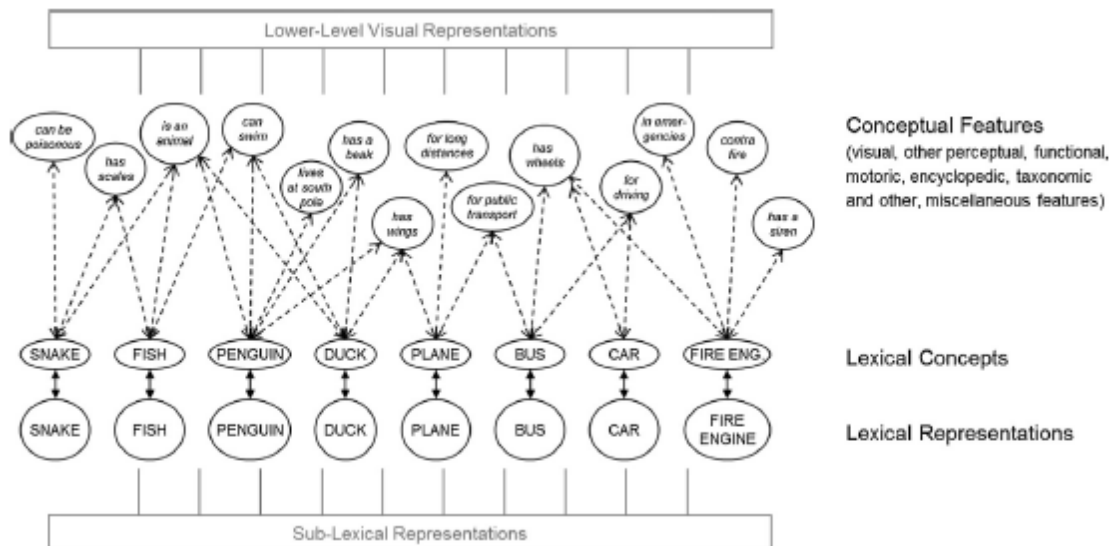 Lower-Level Visual Representations
can be
poisonous
has
scales
is an
animal
can
swim
lives
at south
pole
has a
beak
has
wings
for long
distances
for public
transport
has
wheels
for
driving
in emer-
gencies
contra
fire
has a
siren
Conceptual Features
(visual, other perceptual, functional,
motoric, encyclopedic, taxonomic
and other, miscellaneous features)
SNAKE
FISH
PENGUIN
DUCK
PLANE
BUS
CAR
FIRE ENG.
Lexical Concepts
SNAKE
FISH
PENGUIN
DUCK
PLANE
BUS
CAR
FIRE
ENGINE
Lexical Representations
Sub-Lexical Representations